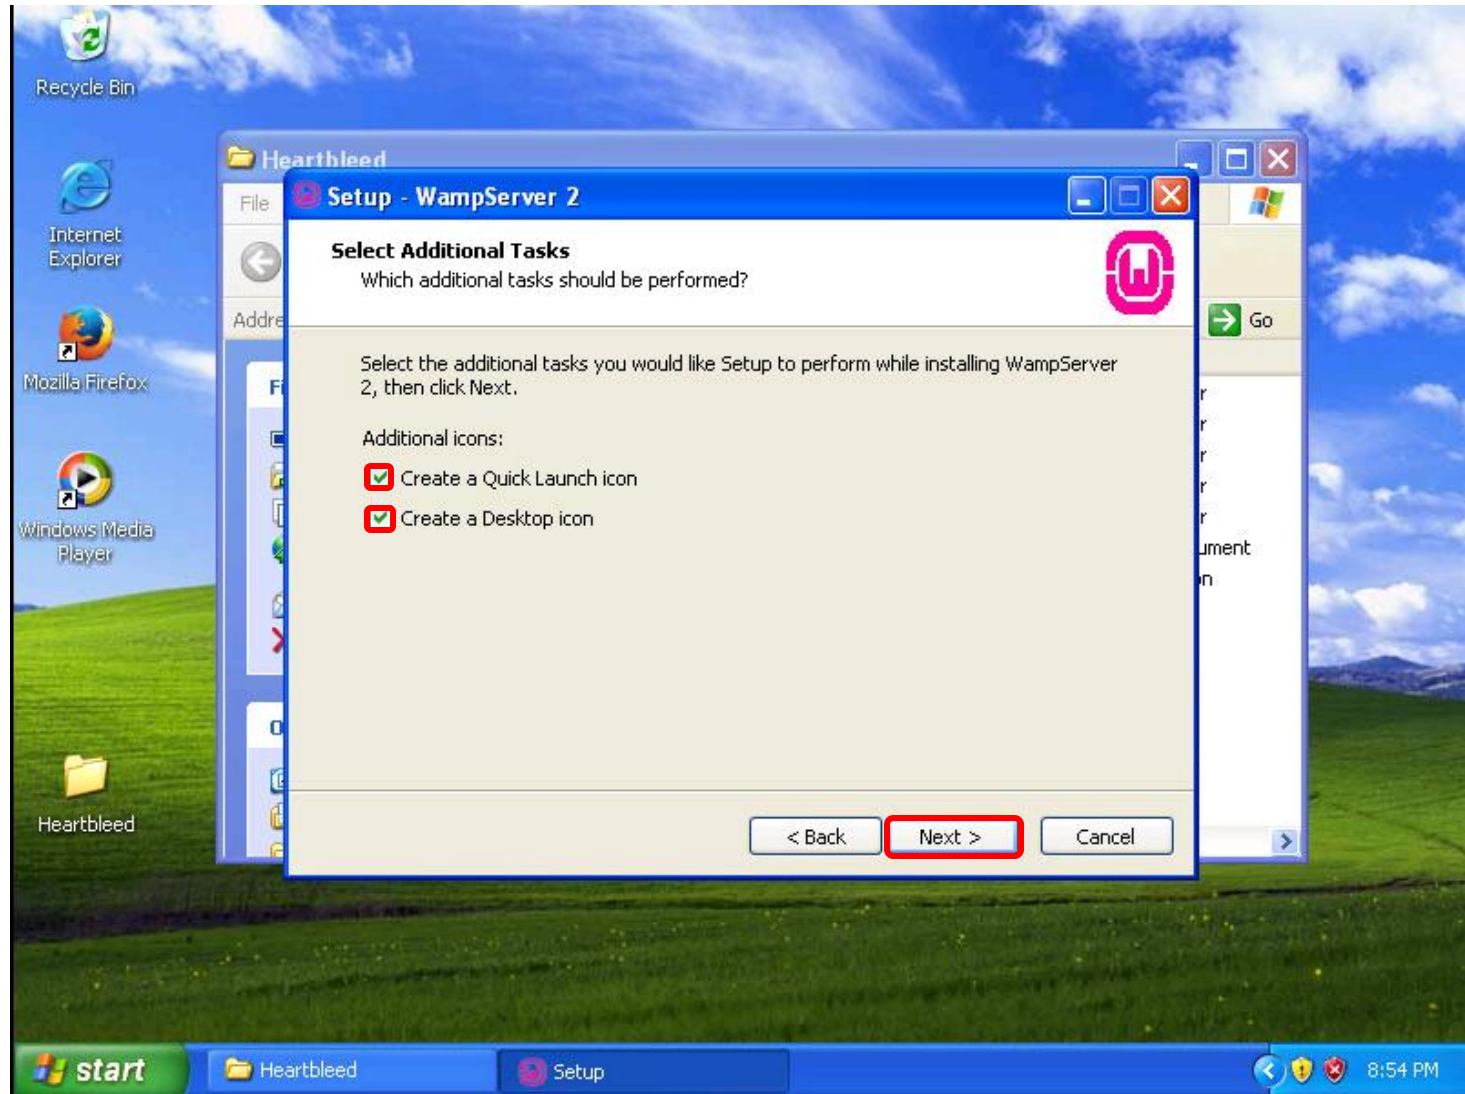 Recycle Bin
Internet
Explorer
Mozilla Firefox
Windows Media
Player
Heartbleed
Heartbleed
File
Addre
Go
Setup - WampServer 2
Select Additional Tasks
Which additional tasks should be performed?
Select the additional tasks you would like Setup to perform while installing WampServer
2, then click Next.
Additional icons:
Create a Quick Launch icon
Create a Desktop icon
< Back
Next >
Cancel
ument
start
Heartbleed
Setup
8:54 PM